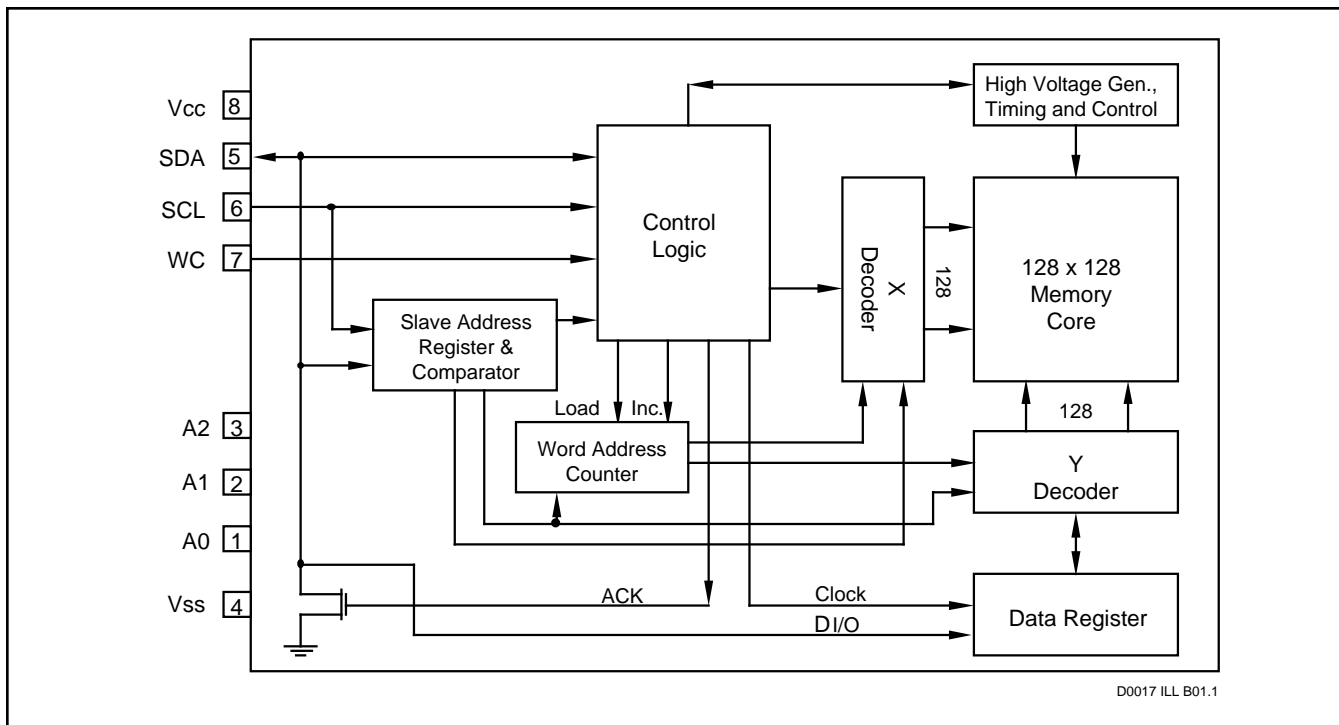 Vcc 8
SDA 5
SCL 6
WC 7
A2 3
A1 2
A0 1
Vss 4
High Voltage Gen.,
Timing and Control
Control
Logic
X
Decoder
128
128 x 128
Memory
Core
Slave Address
Register &
Comparator
Load Inc.
Word Address
Counter
128
Y
Decoder
ACK
Clock
DI/O
Data Register
D0017 ILL B01.1